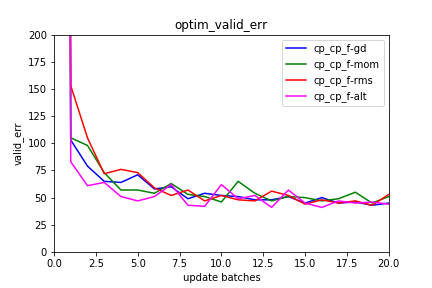 optim_valid_err
cp_cp_f-gd
cp_cp_f-mom
cp_cp_f-rms
cp_cp_f-alt
valid_err
200
175
150
125
100
75
50
25
0
0.0 2.5 5.0 7.5 10.0 12.5 15.0 17.5 20.0
update batches